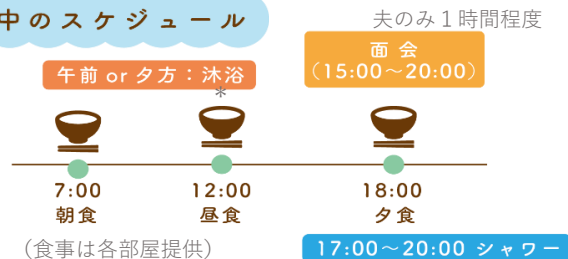 中のスケジュール
夫のみ1時間程度
面会
(15:00~20:00)
午前 or 夕方:沐浴
*
7:00
12:00
18:00
朝食
昼食
夕食
(食事は各部屋提供)
17:00~20:00 シャワー